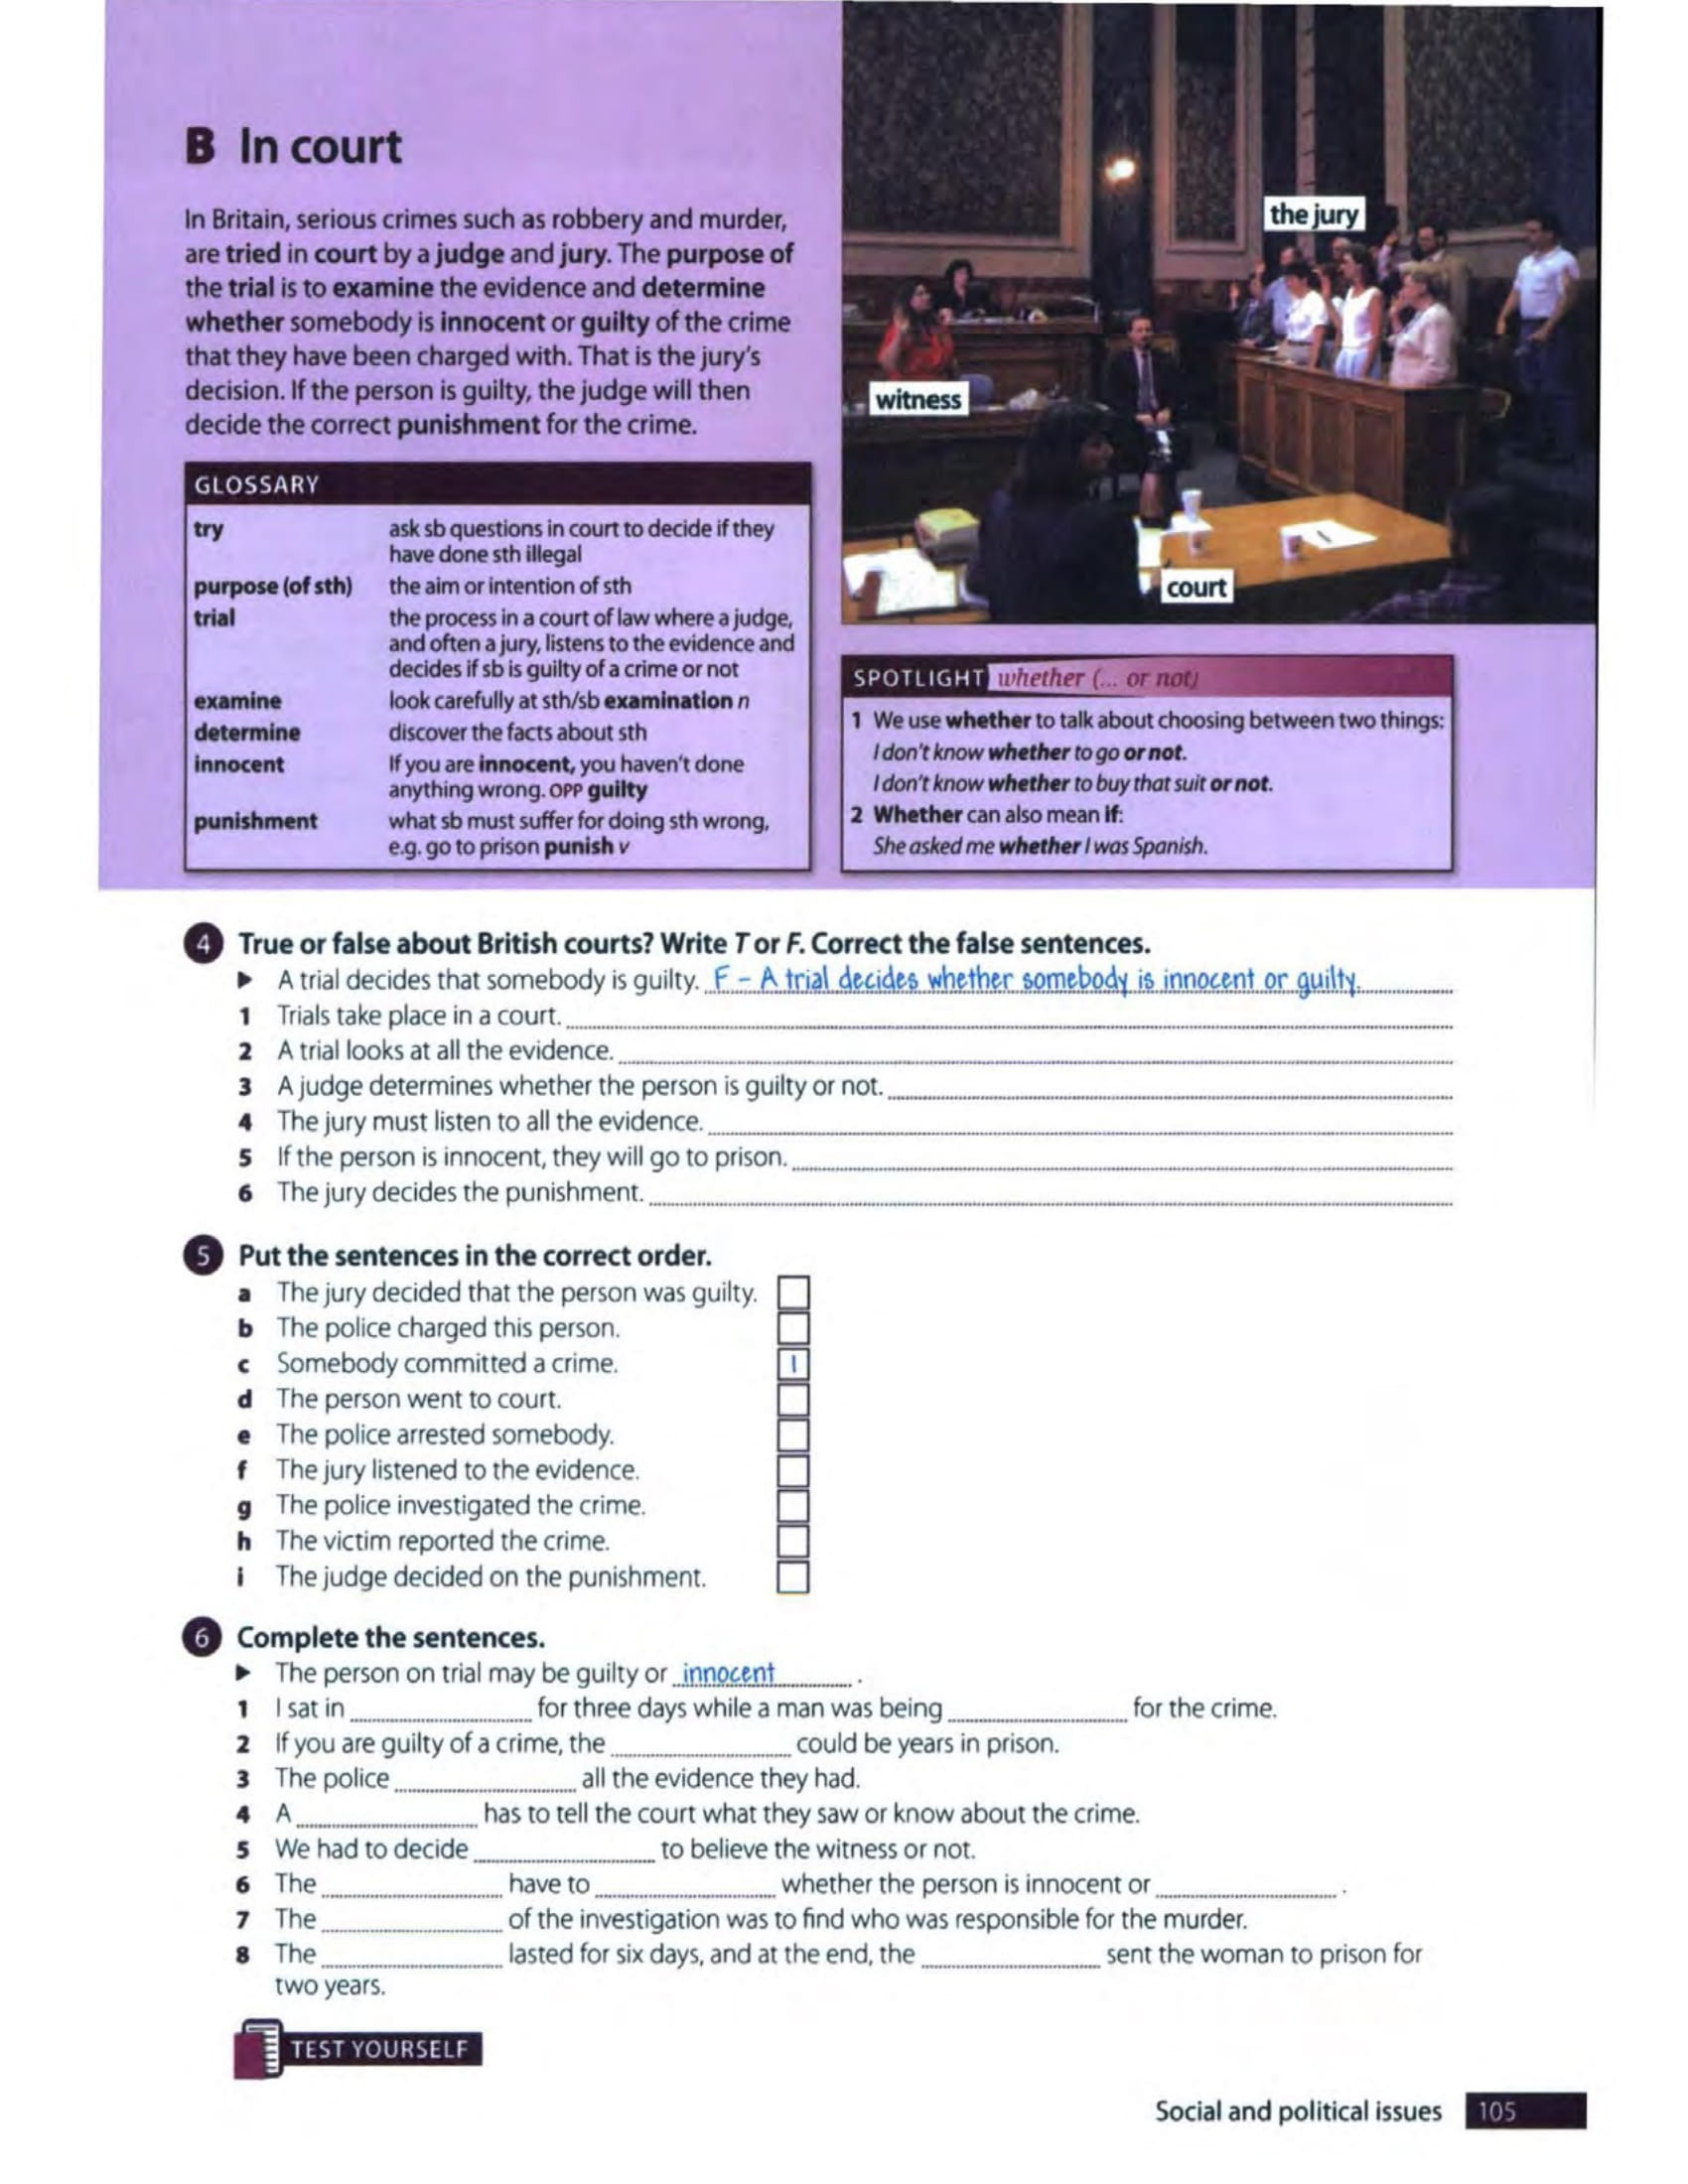 B In court
In Britain, serious crimes such as robbery and murder,
are tried in court by a judge and jury. The purpose of
the trial is to examine the evidence and determine
whether somebody is innocent or guilty of the crime
that they have been charged with. That is the jury's
decision. If the person is guilty, the judge will then
decide the correct punishment for the crime.
the jury
witness
court
GLOSSARY
try ask sb questions in court to decide if they
have done sth illegal
purpose (of sth) the aim or intention of sth
trial the process in a court of law where a judge,
and often a jury, listens to the evidence and
decides if sb is guilty of a crime or not
examine look carefully at sth/sb examination n
determine discover the facts about sth
innocent If you are innocent, you haven't done
anything wrong. OPP guilty
punishment what sb must suffer for doing sth wrong,
e.g. go to prison punish v
SPOTLIGHT whether (... or not)
1 We use whether to talk about choosing between two things:
I don't know whether to go or not.
I don't know whether to buy that suit or not.
2 Whether can also mean if:
She asked me whether I was Spanish.
4 True or false about British courts? Write T or F. Correct the false sentences.
▶ A trial decides that somebody is guilty. F – A trial decides whether somebody is innocent or guilty.
1 Trials take place in a court.
2 A trial looks at all the evidence.
3 A judge determines whether the person is guilty or not.
4 The jury must listen to all the evidence.
5 If the person is innocent, they will go to prison.
6 The jury decides the punishment.
5 Put the sentences in the correct order.
a The jury decided that the person was guilty.
b The police charged this person.
c Somebody committed a crime. 1
d The person went to court.
e The police arrested somebody.
f The jury listened to the evidence.
g The police investigated the crime.
h The victim reported the crime.
i The judge decided on the punishment.
6 Complete the sentences.
▶ The person on trial may be guilty or innocent .
1 I sat in for three days while a man was being for the crime.
2 If you are guilty of a crime, the could be years in prison.
3 The police all the evidence they had.
4 A has to tell the court what they saw or know about the crime.
5 We had to decide to believe the witness or not.
6 The have to whether the person is innocent or .
7 The of the investigation was to find who was responsible for the murder.
8 The lasted for six days, and at the end, the sent the woman to prison for
two years.
TEST YOURSELF
Social and political issues 105